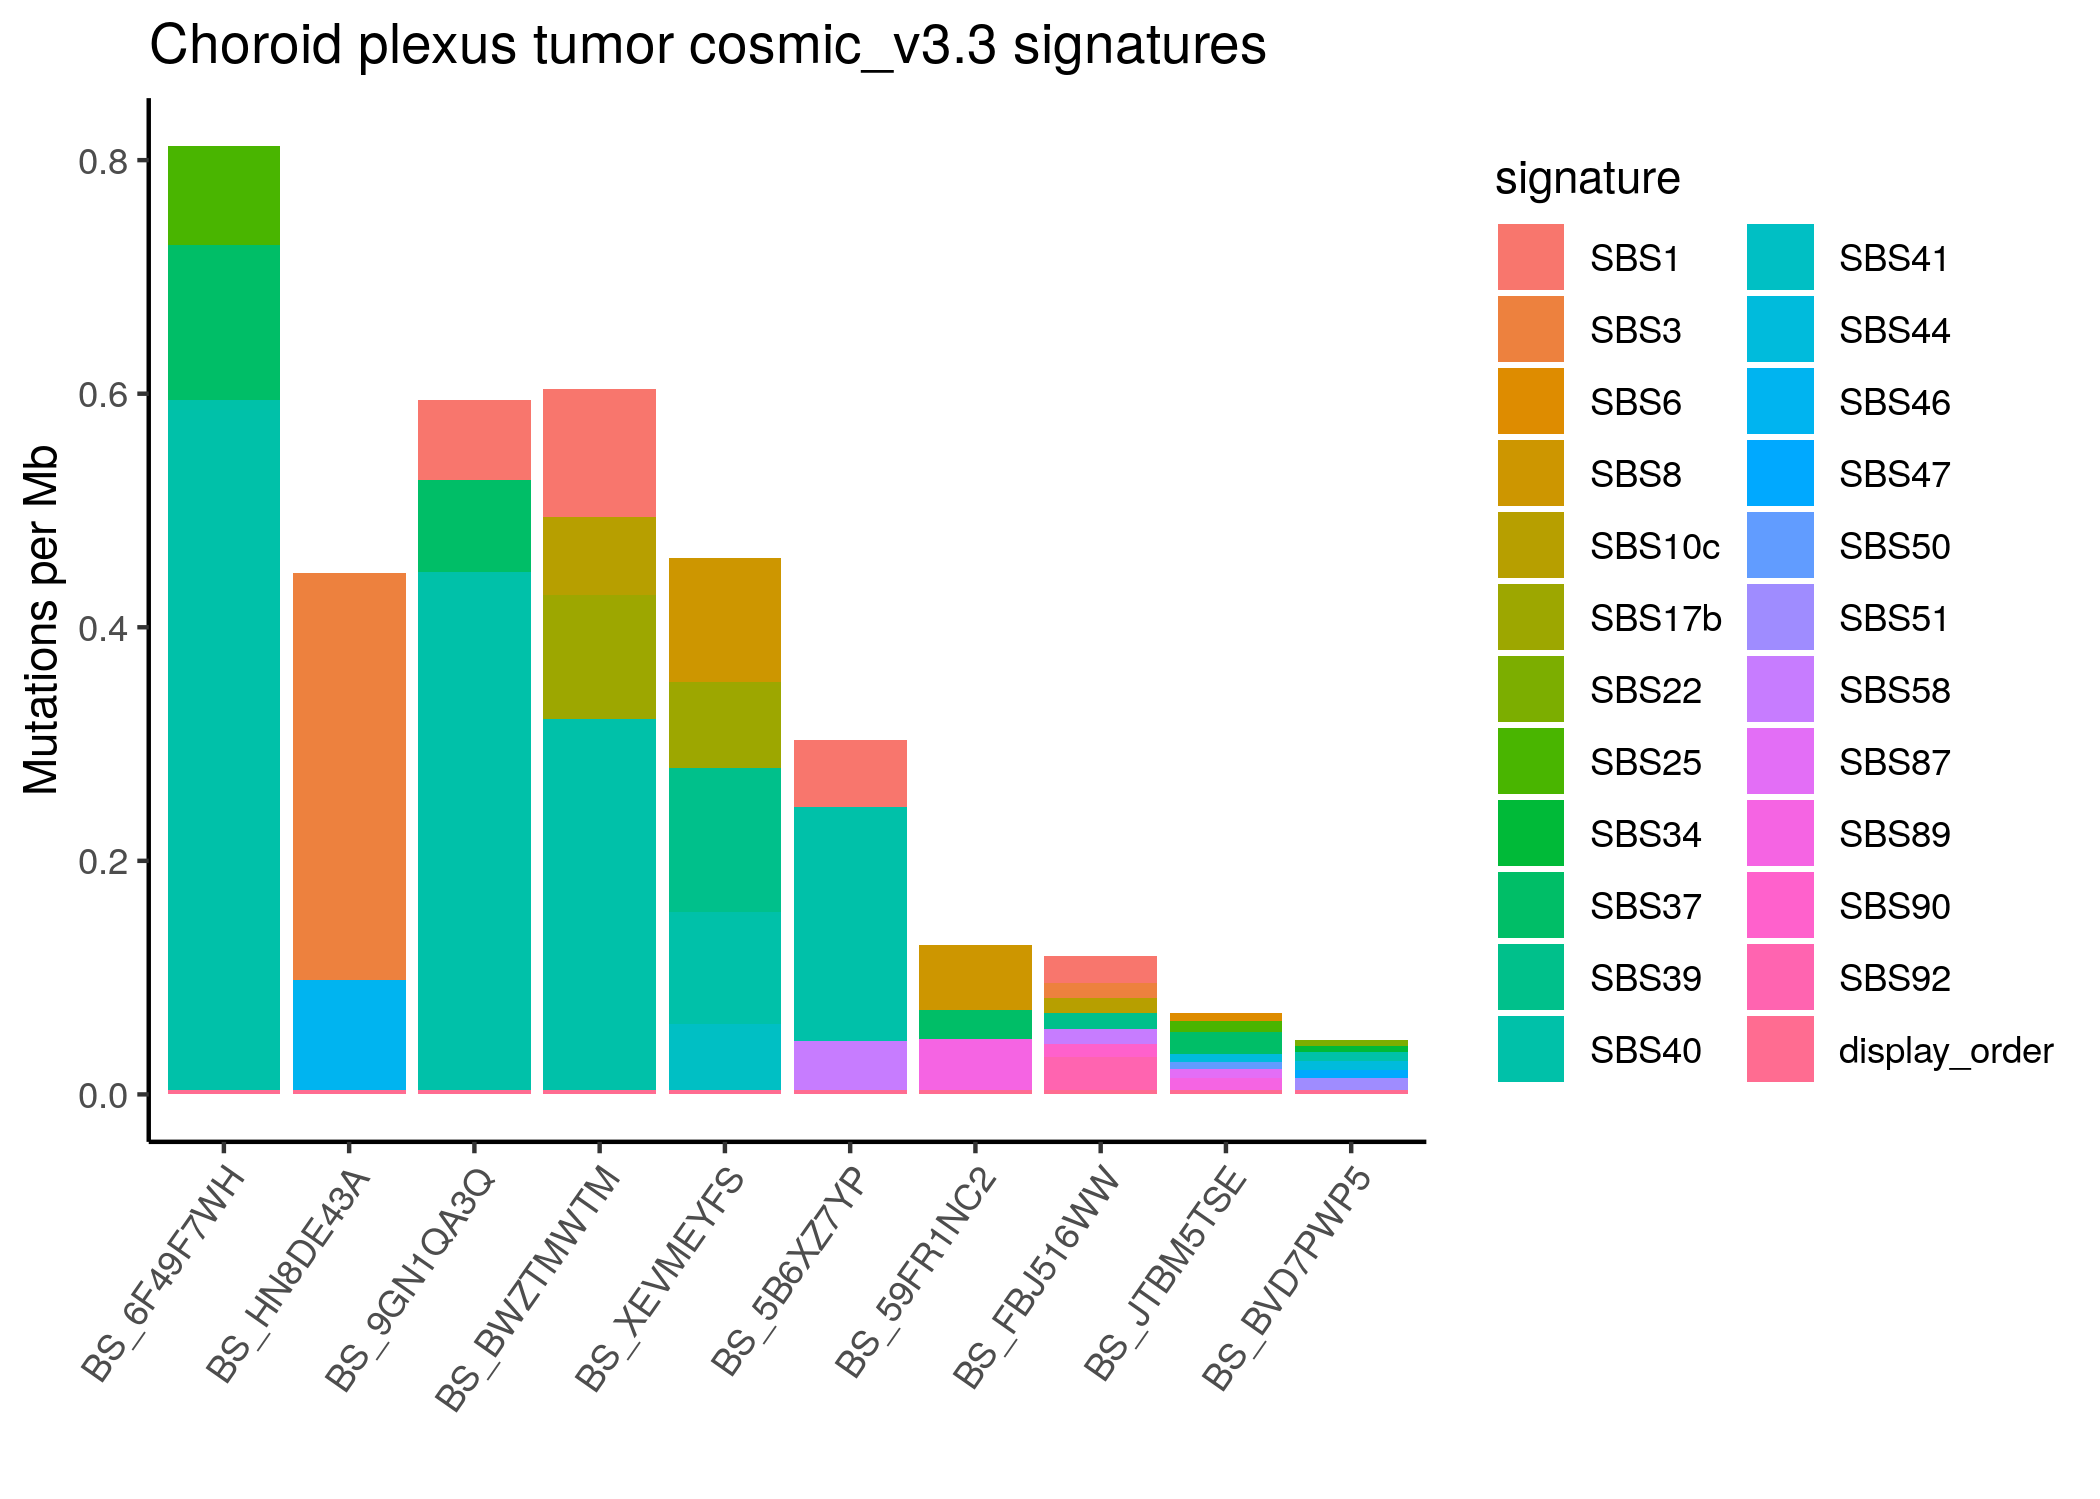 Choroid plexus tumor cosmic_v3.3 signatures
Mutations per Mb
0.8
0.6
0.4
0.2
0.0
BS_6F49F7WH
BS_HN8DE43A
BS_9GN1QA3Q
BS_BWZTMWTM
BS_XEVMEYFS
BS_5B6XZ7YP
BS_59FR1NC2
BS_FBJ516WW
BS_JTBM5TSE
BS_BVD7PWP5
signature
SBS1
SBS3
SBS6
SBS8
SBS10c
SBS17b
SBS22
SBS25
SBS34
SBS37
SBS39
SBS40
SBS41
SBS44
SBS46
SBS47
SBS50
SBS51
SBS58
SBS87
SBS89
SBS90
SBS92
display_order